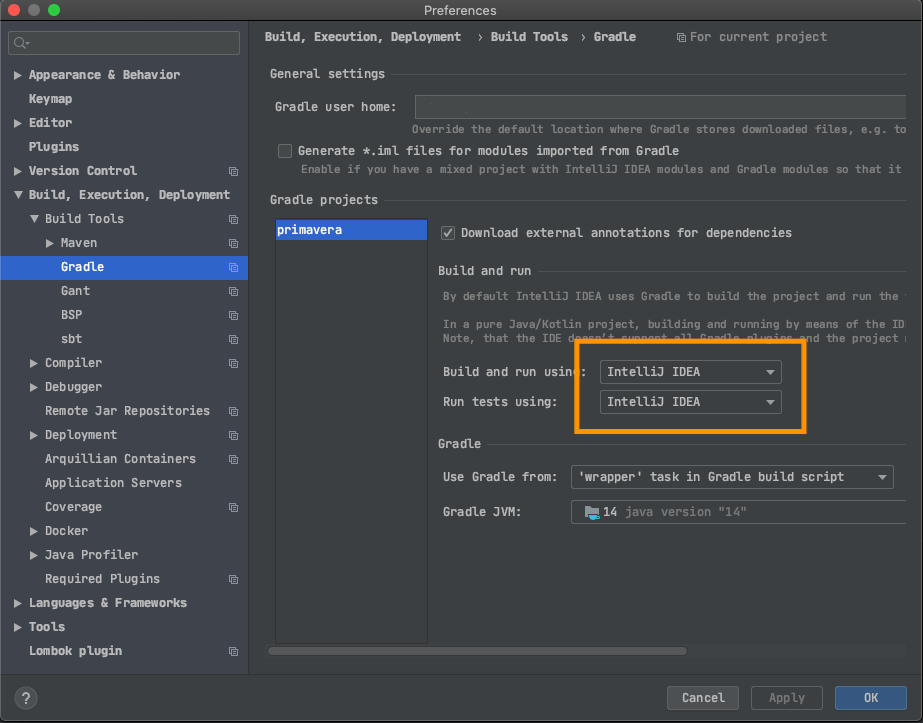 Preferences
Appearance & Behavior
Keymap
Editor
Plugins
Version Control
Build, Execution, Deployment
Build Tools
Maven
Gradle
Gant
BSP
sbt
Compiler
Debugger
Remote Jar Repositories
Deployment
Arquillian Containers
Application Servers
Coverage
Docker
Java Profiler
Required Plugins
Languages & Frameworks
Tools
Lombok plugin
Build, Execution, Deployment › Build Tools › Gradle For current project
General settings
Gradle user home:
Override the default location where Gradle stores downloaded files, e.g. to
Generate *.iml files for modules imported from Gradle
Enable if you have a mixed project with IntelliJ IDEA modules and Gradle modules so that it
Gradle projects
primavera
Download external annotations for dependencies
Build and run
By default IntelliJ IDEA uses Gradle to build the project and run the
In a pure Java/Kotlin project, building and running by means of the IDE
Note, that the IDE doesn't support all Gradle plugins and the project
Build and run using: IntelliJ IDEA
Run tests using: IntelliJ IDEA
Gradle
Use Gradle from: 'wrapper' task in Gradle build script
Gradle JVM: 14 java version "14"
? Cancel Apply OK